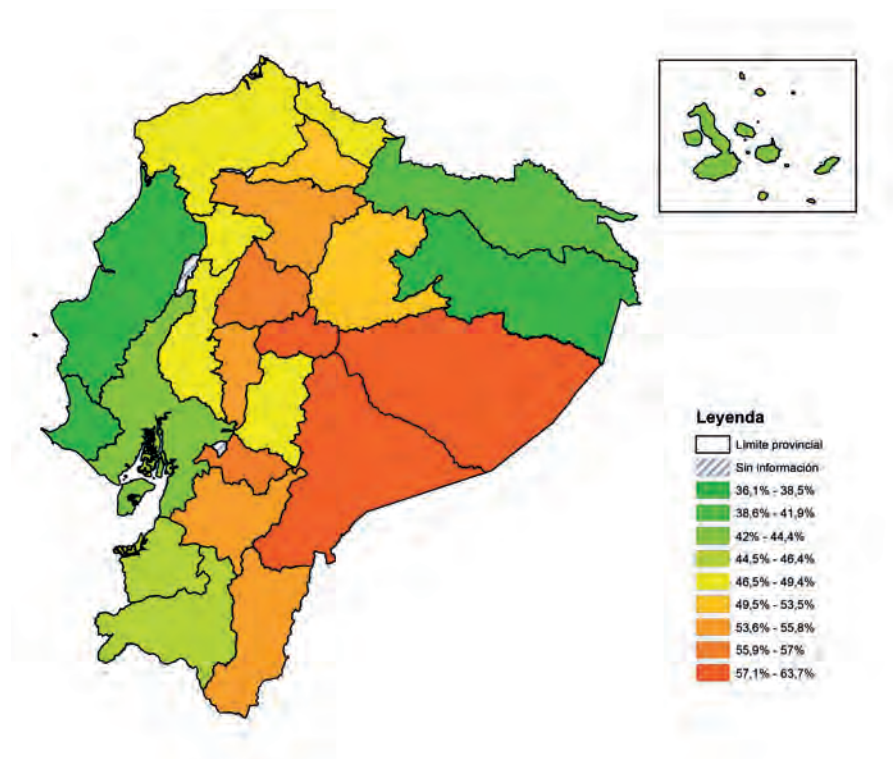 Leyenda
Límite provincial
Sin información
36,1% - 38,5%
38,6% - 41,9%
42% - 44,4%
44,5% - 46,4%
46,5% - 49,4%
49,5% - 53,5%
53,6% - 55,8%
55,9% - 57%
57,1% - 63,7%